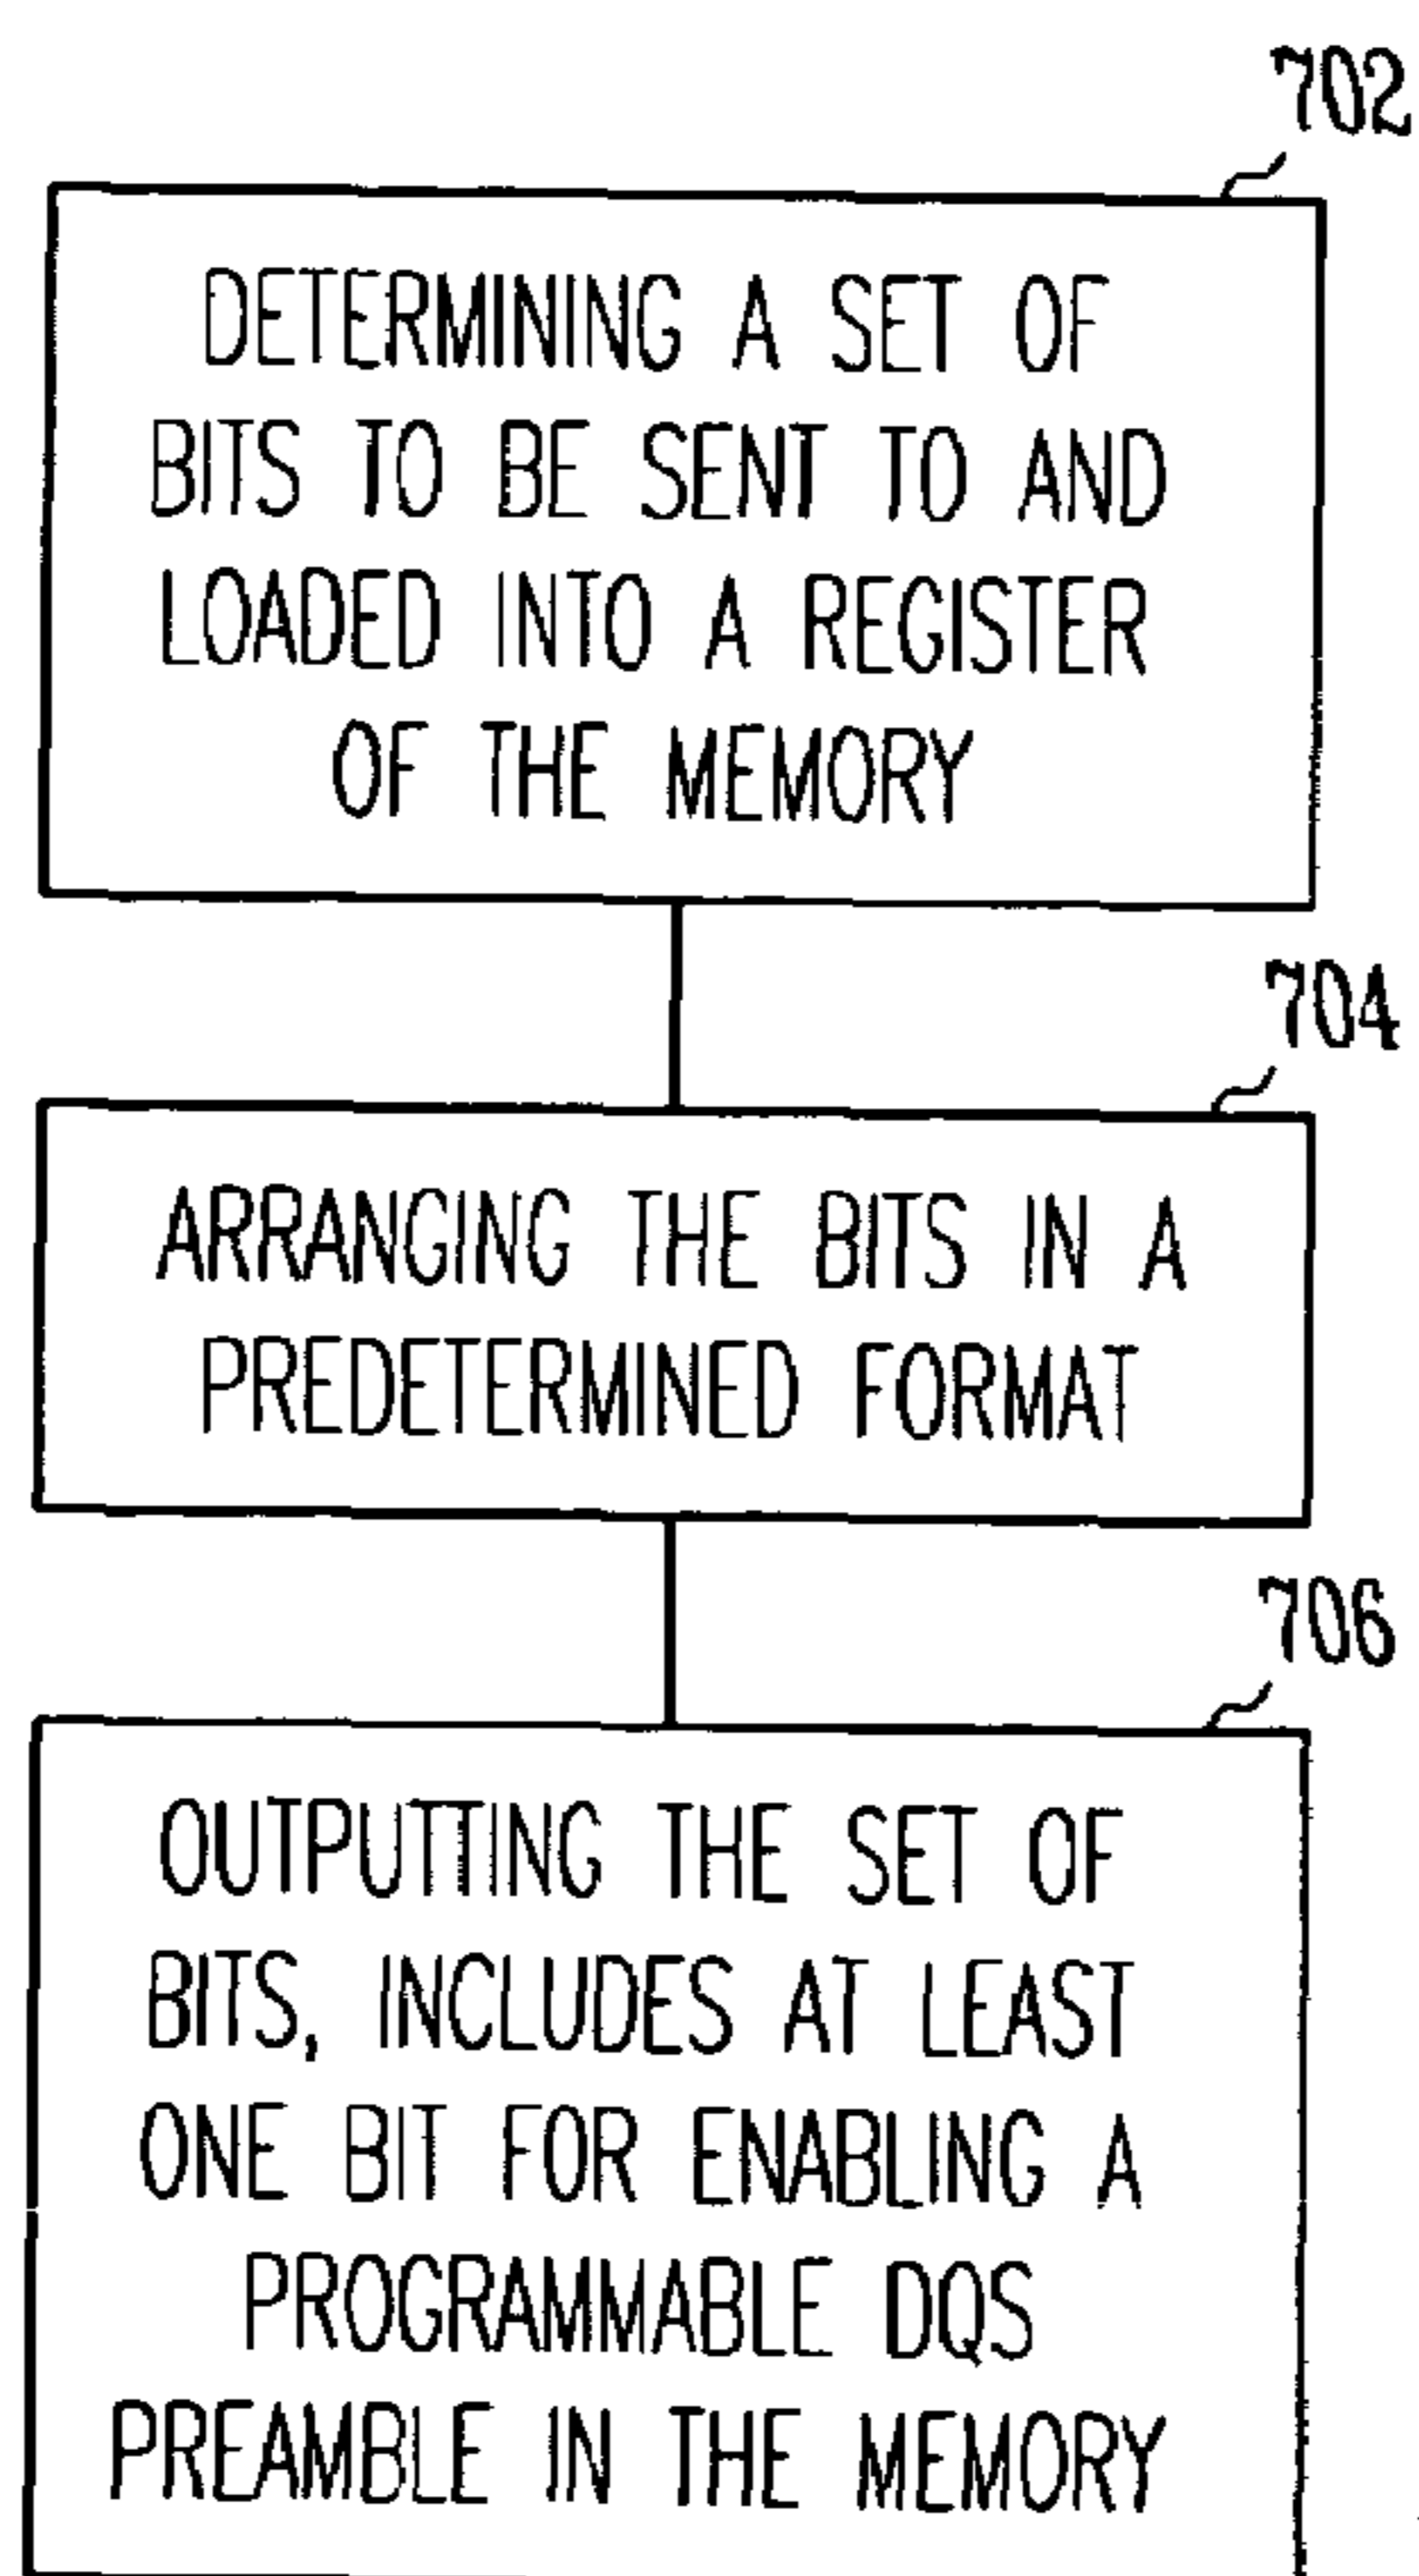 702
DETERMINING A SET OF
BITS TO BE SENT TO AND
LOADED INTO A REGISTER
OF THE MEMORY
704
ARRANGING THE BITS IN A
PREDETERMINED FORMAT
706
OUTPUTTING THE SET OF
BITS, INCLUDES AT LEAST
ONE BIT FOR ENABLING A
PROGRAMMABLE DQS
PREAMBLE IN THE MEMORY